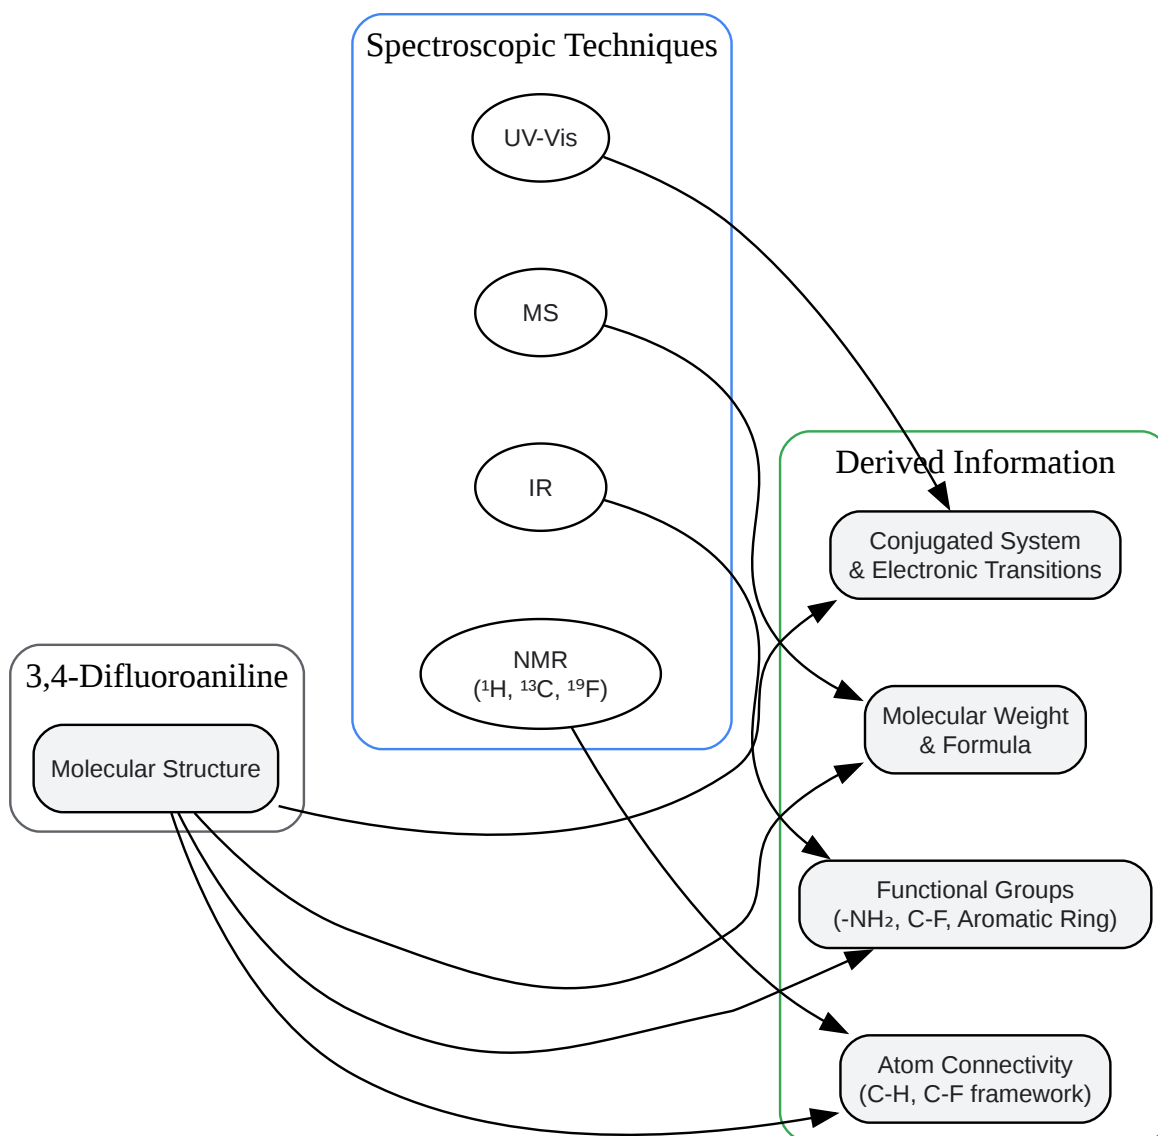 Spectroscopic Techniques
UV-Vis
MS
IR
NMR
(¹H, ¹³C, ¹⁹F)
3,4-Difluoroaniline
Molecular Structure
Derived Information
Conjugated System
& Electronic Transitions
Molecular Weight
& Formula
Functional Groups
(-NH₂, C-F, Aromatic Ring)
Atom Connectivity
(C-H, C-F framework)